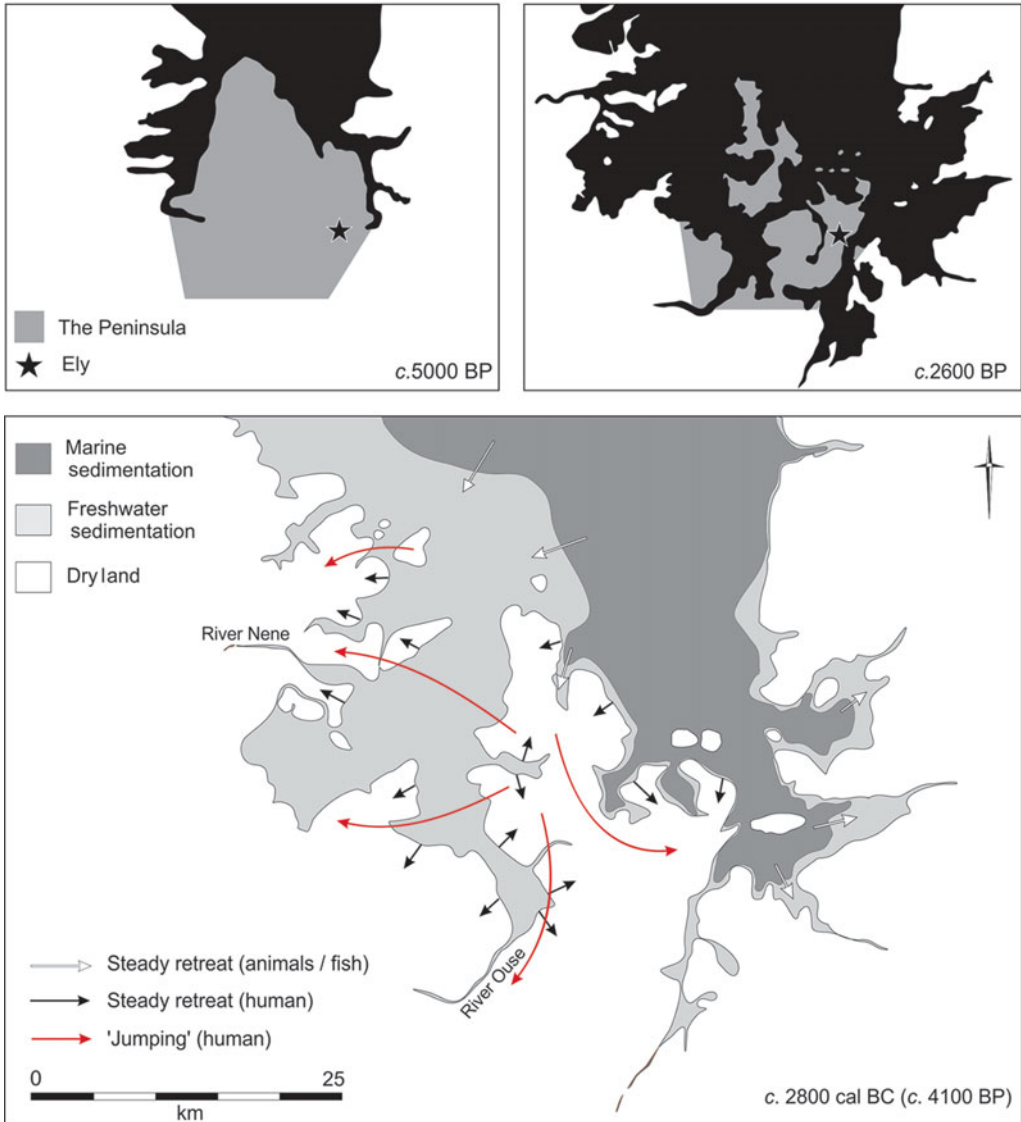 The Peninsula
Ely
c.5000 BP
c.2600 BP
Marine
sedimentation
Freshwater
sedimentation
Dry land
River Nene
River Ouse
Steady retreat (animals / fish)
Steady retreat (human)
'Jumping' (human)
0 25
km
c. 2800 cal BC (c. 4100 BP)